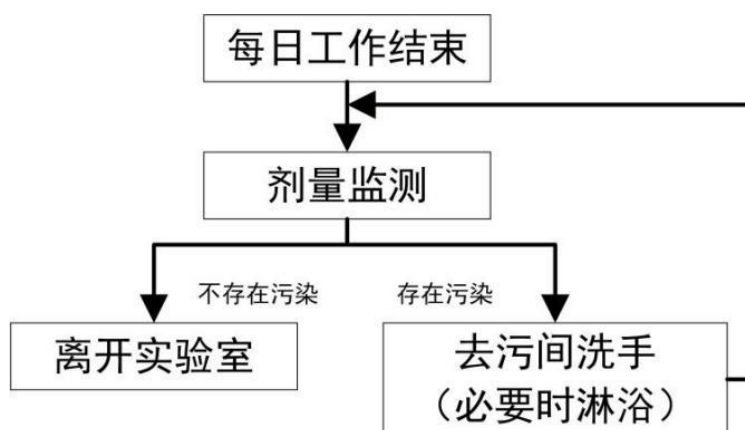 每日工作结束
剂量监测
不存在污染
存在污染
离开实验室
去污间洗手
（必要时淋浴）